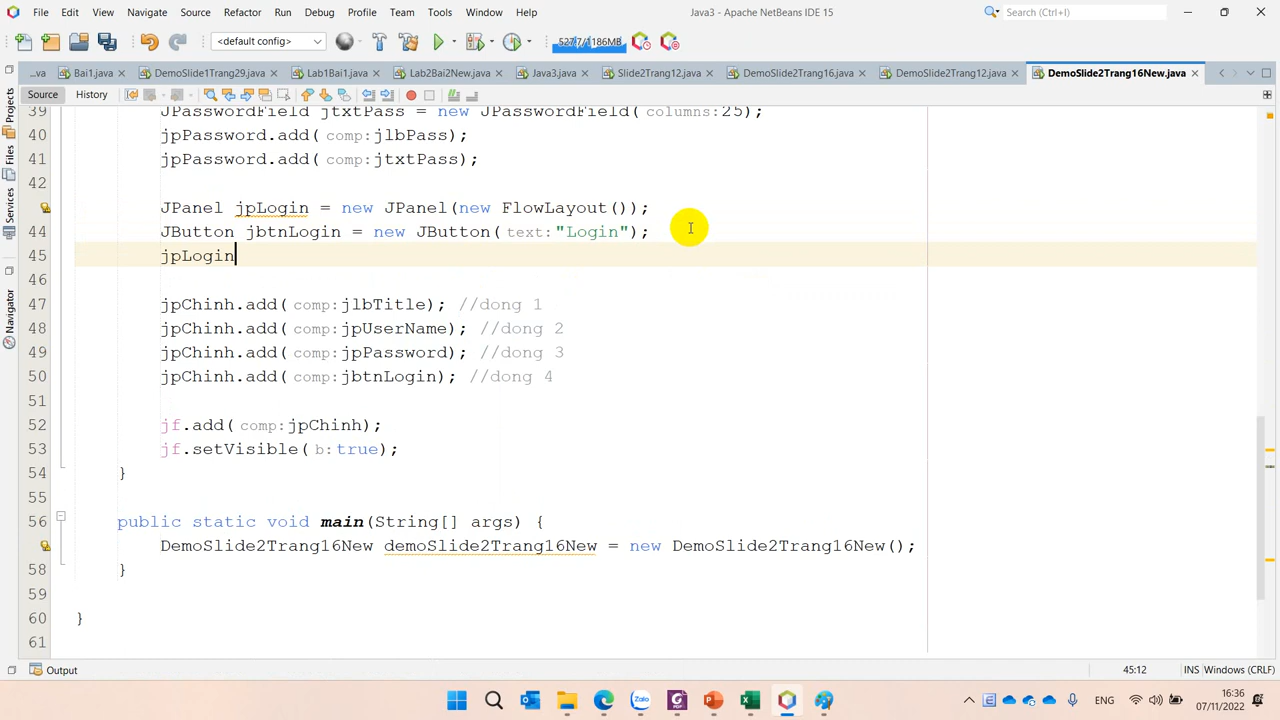 File Edit View Navigate Source Refactor Run Debug Profile Team Tools Window Help
Java3 - Apache NetBeans IDE 15
Search (Ctrl+I)
<default config>
...va Bai1.java DemoSlide1Trang29.java Lab1Bai1.java Lab2Bai2New.java Java3.java Slide2Trang12.java DemoSlide2Trang16.java DemoSlide2Trang12.java DemoSlide2Trang16New.java
Source History
Projects
Files
Services
Navigator
39 JPasswordField jtxtPass = new JPasswordField(columns:25);
40 jpPassword.add(comp:jlbPass);
41 jpPassword.add(comp:jtxtPass);
42
JPanel jpLogin = new JPanel(new FlowLayout());
44 JButton jbtnLogin = new JButton(text:"Login");
45 jpLogin
46
47 jpChinh.add(comp:jlbTitle); //dong 1
48 jpChinh.add(comp:jpUserName); //dong 2
49 jpChinh.add(comp:jpPassword); //dong 3
50 jpChinh.add(comp:jbtnLogin); //dong 4
51
52 jf.add(comp:jpChinh);
53 jf.setVisible(b:true);
54 }
55
56 public static void main(String[] args) {
DemoSlide2Trang16New demoSlide2Trang16New = new DemoSlide2Trang16New();
58 }
59
60 }
61
Output
45:12 INS Windows (CRLF)
Zalo
ENG
16:36
07/11/2022